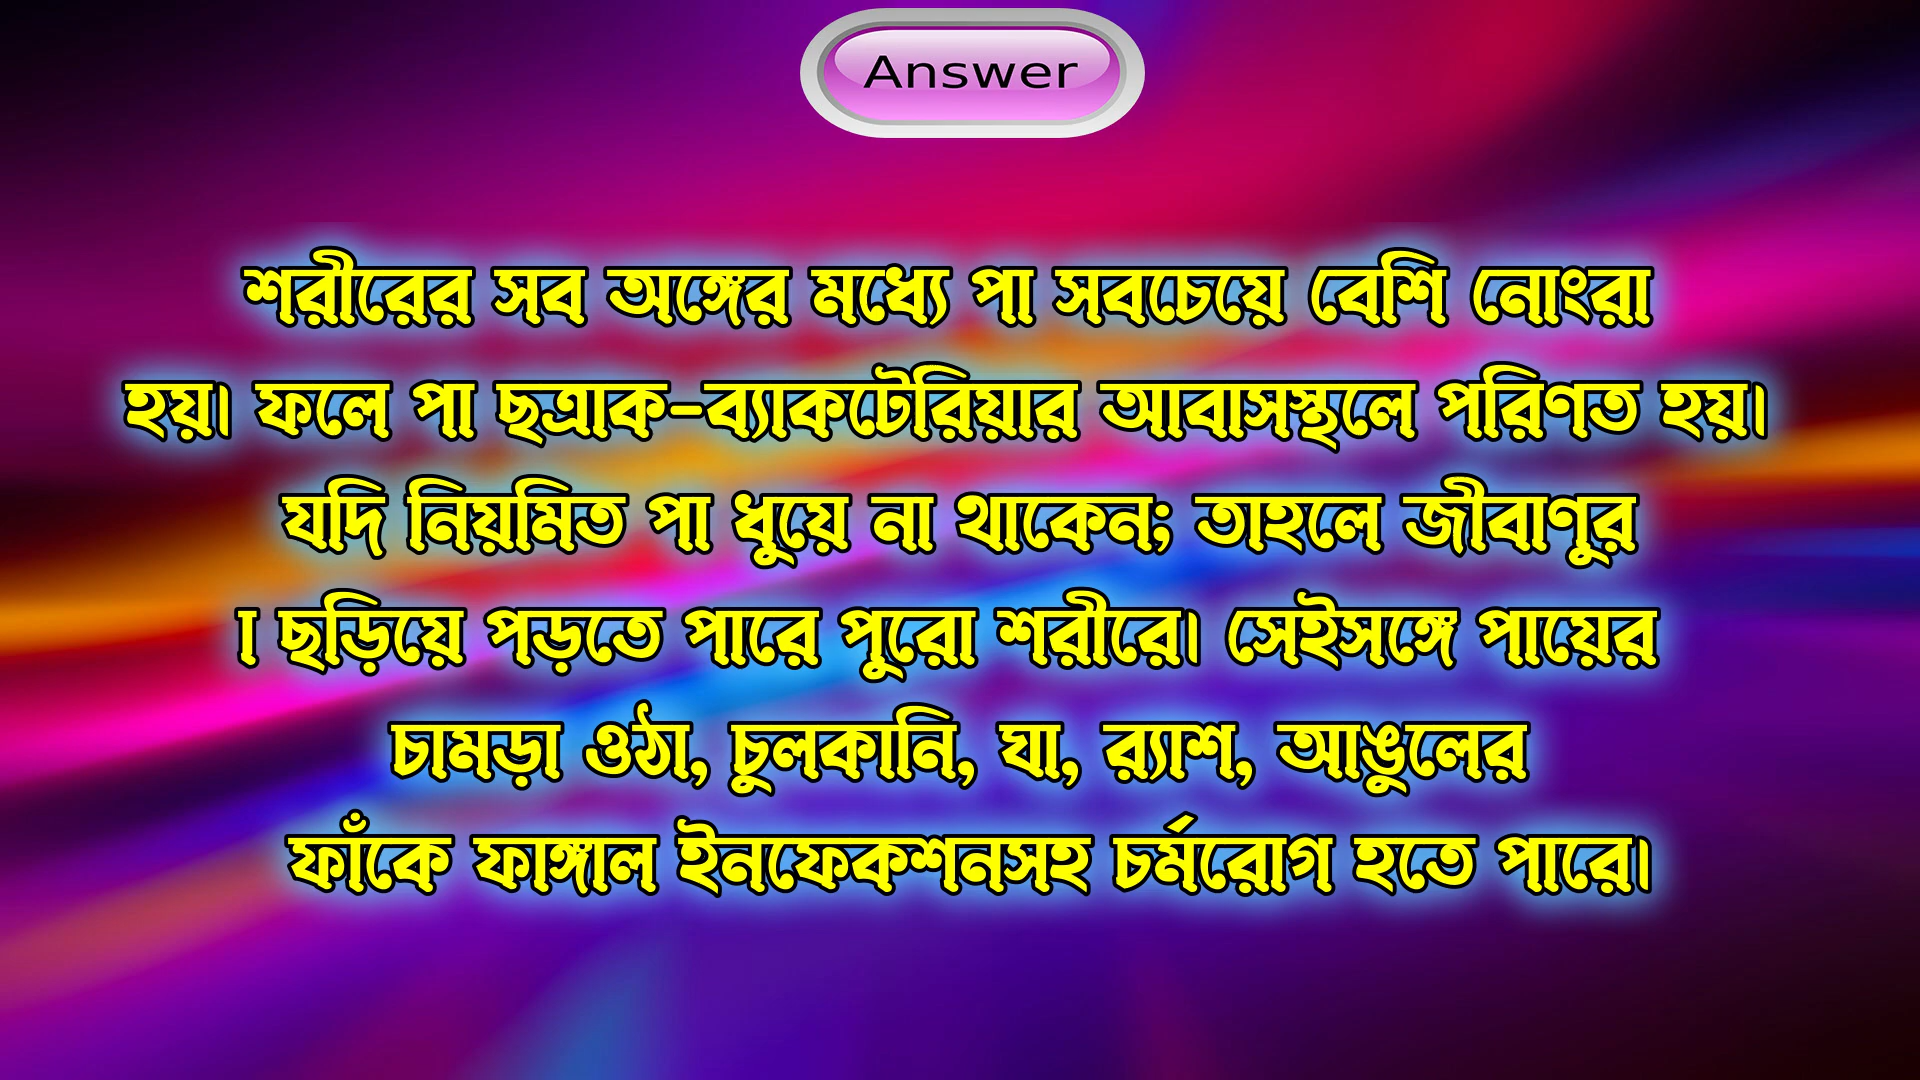 Answer
শরীরের সব অঙ্গের মধ্যে পা সবচেয়ে বেশি নোংরা
হয়। ফলে পা ছত্রাক-ব্যাকটেরিয়ার আবাসস্থলে পরিণত হয়।
যদি নিয়মিত পা ধুয়ে না থাকেন; তাহলে জীবাণুর
। ছড়িয়ে পড়তে পারে পুরো শরীরে। সেইসঙ্গে পায়ের
চামড়া ওঠা, চুলকানি, ঘা, র‍্যাশ, আঙুলের
ফাঁকে ফাঙ্গাল ইনফেকশনসহ চর্মরোগ হতে পারে।